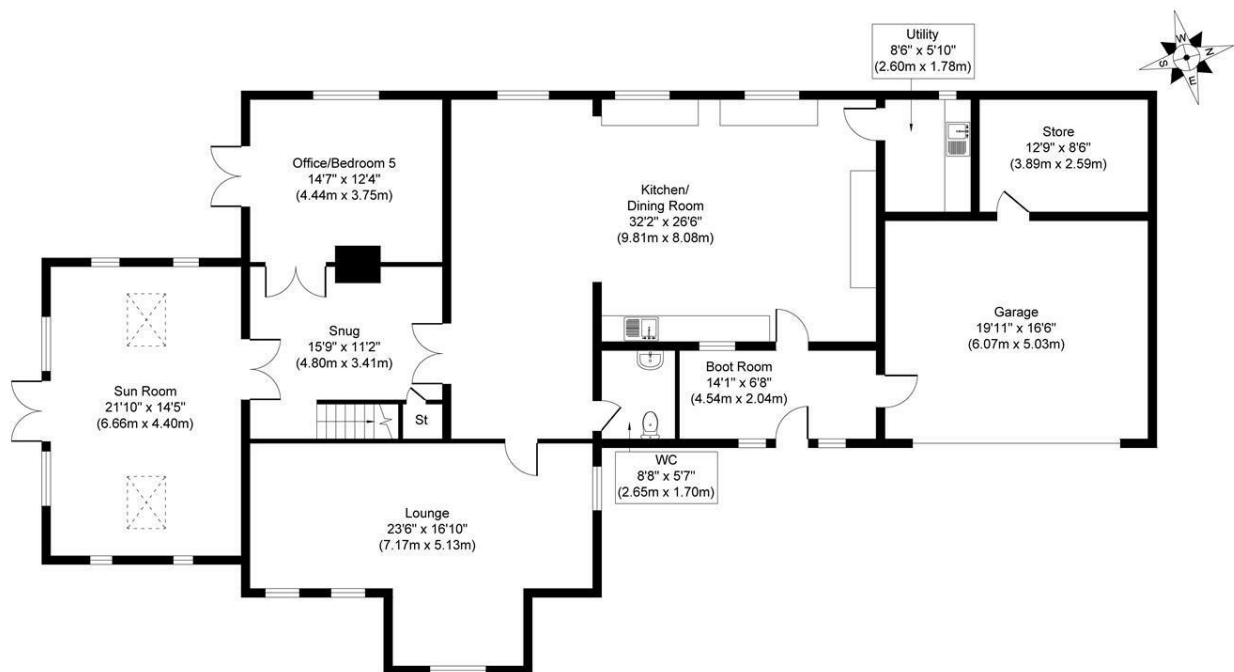 Utility
8'6" x 5'10"
(2.60m x 1.78m)
W
N
S
E
Office/Bedroom 5
14'7" x 12'4"
(4.44m x 3.75m)
Kitchen/
Dining Room
32'2" x 26'6"
(9.81m x 8.08m)
Store
12'9" x 8'6"
(3.89m x 2.59m)
Snug
15'9" x 11'2"
(4.80m x 3.41m)
Garage
19'11" x 16'6"
(6.07m x 5.03m)
Sun Room
21'10" x 14'5"
(6.66m x 4.40m)
Boot Room
14'1" x 6'8"
(4.54m x 2.04m)
St
WC
8'8" x 5'7"
(2.65m x 1.70m)
Lounge
23'6" x 16'10"
(7.17m x 5.13m)